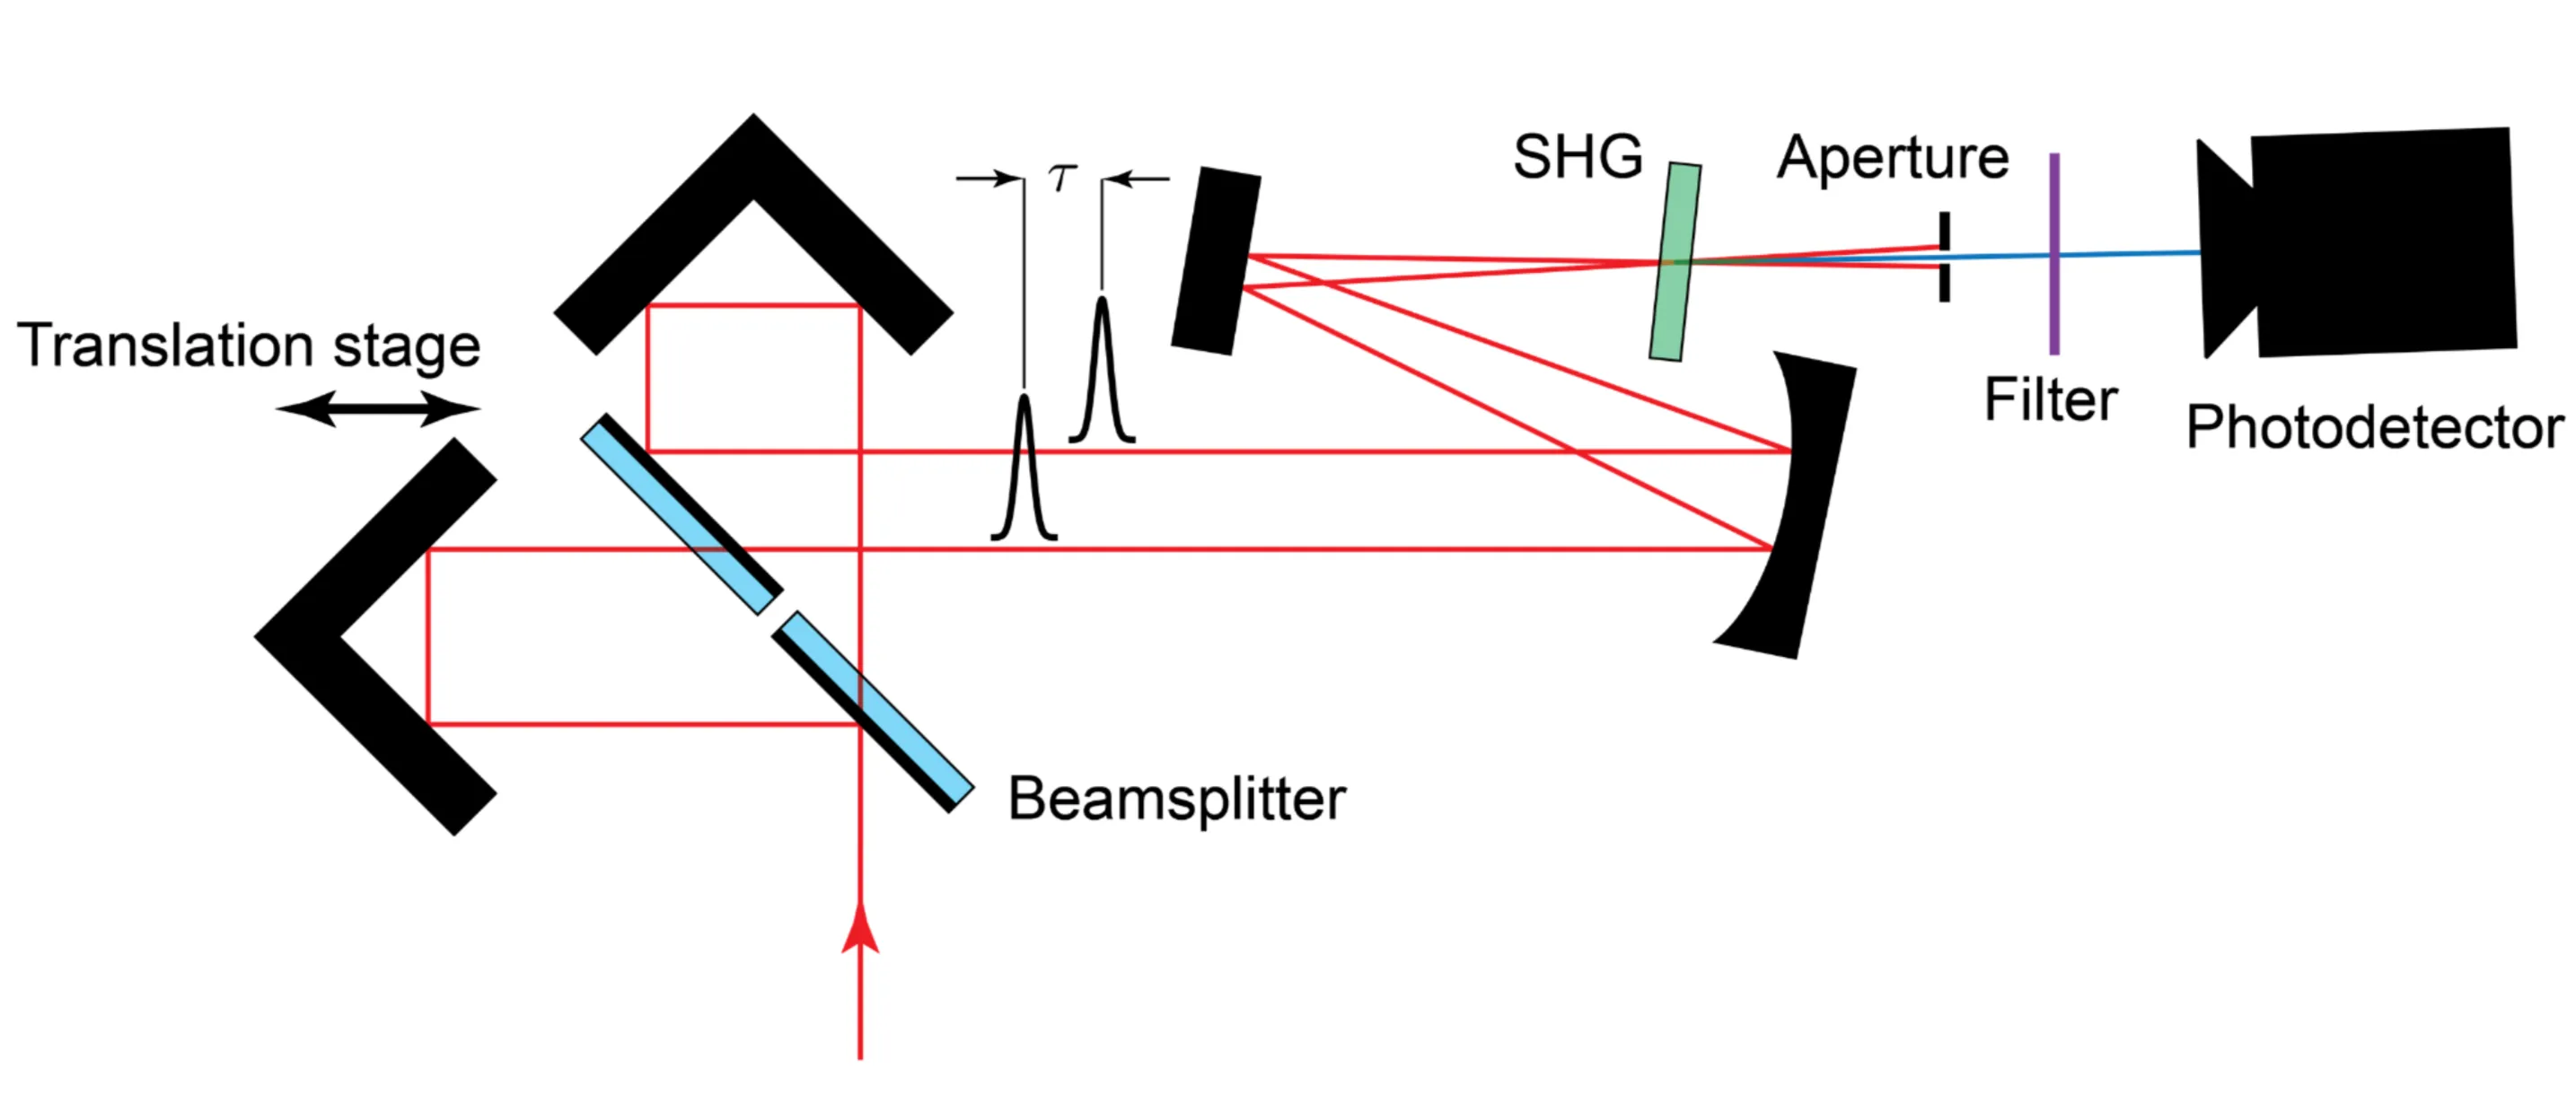 SHG
Aperture
τ
Translation stage
Filter
Photodetector
Beamsplitter